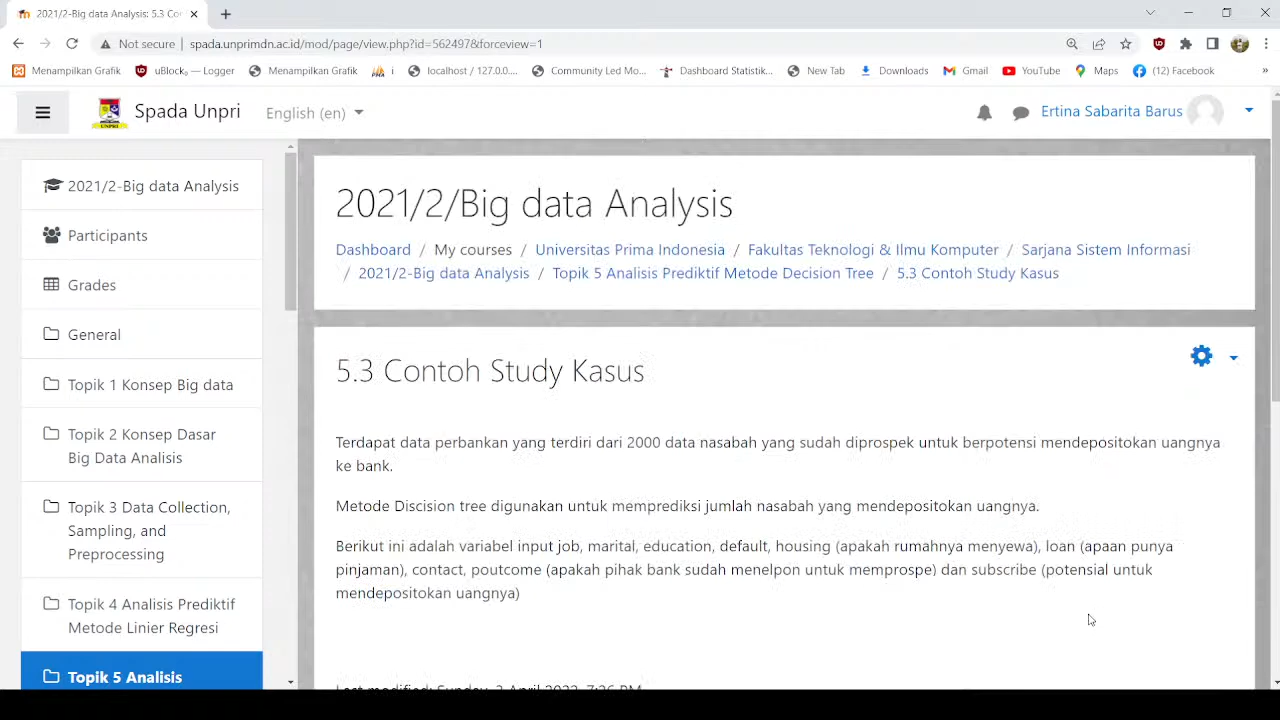 2021/2-Big data Analysis: 5.3 Co
Not secure | spada.unprimdn.ac.id/mod/page/view.php?id=562497&forceview=1
Menampilkan Grafik uBlock₀ — Logger Menampilkan Grafik i localhost / 127.0.0.... Community Led Mo... Dashboard Statistik... New Tab Downloads Gmail YouTube Maps (12) Facebook »
Spada Unpri English (en) Ertina Sabarita Barus
2021/2-Big data Analysis
Participants
Grades
General
Topik 1 Konsep Big data
Topik 2 Konsep Dasar
Big Data Analisis
Topik 3 Data Collection,
Sampling, and
Preprocessing
Topik 4 Analisis Prediktif
Metode Linier Regresi
Topik 5 Analisis
2021/2/Big data Analysis
Dashboard / My courses / Universitas Prima Indonesia / Fakultas Teknologi & Ilmu Komputer / Sarjana Sistem Informasi
/ 2021/2-Big data Analysis / Topik 5 Analisis Prediktif Metode Decision Tree / 5.3 Contoh Study Kasus
5.3 Contoh Study Kasus
Terdapat data perbankan yang terdiri dari 2000 data nasabah yang sudah diprospek untuk berpotensi mendepositokan uangnya
ke bank.
Metode Discision tree digunakan untuk memprediksi jumlah nasabah yang mendepositokan uangnya.
Berikut ini adalah variabel input job, marital, education, default, housing (apakah rumahnya menyewa), loan (apaan punya
pinjaman), contact, poutcome (apakah pihak bank sudah menelpon untuk memprospe) dan subscribe (potensial untuk
mendepositokan uangnya)
Last modified: Sunday, 3 April 2022, 7:26 PM